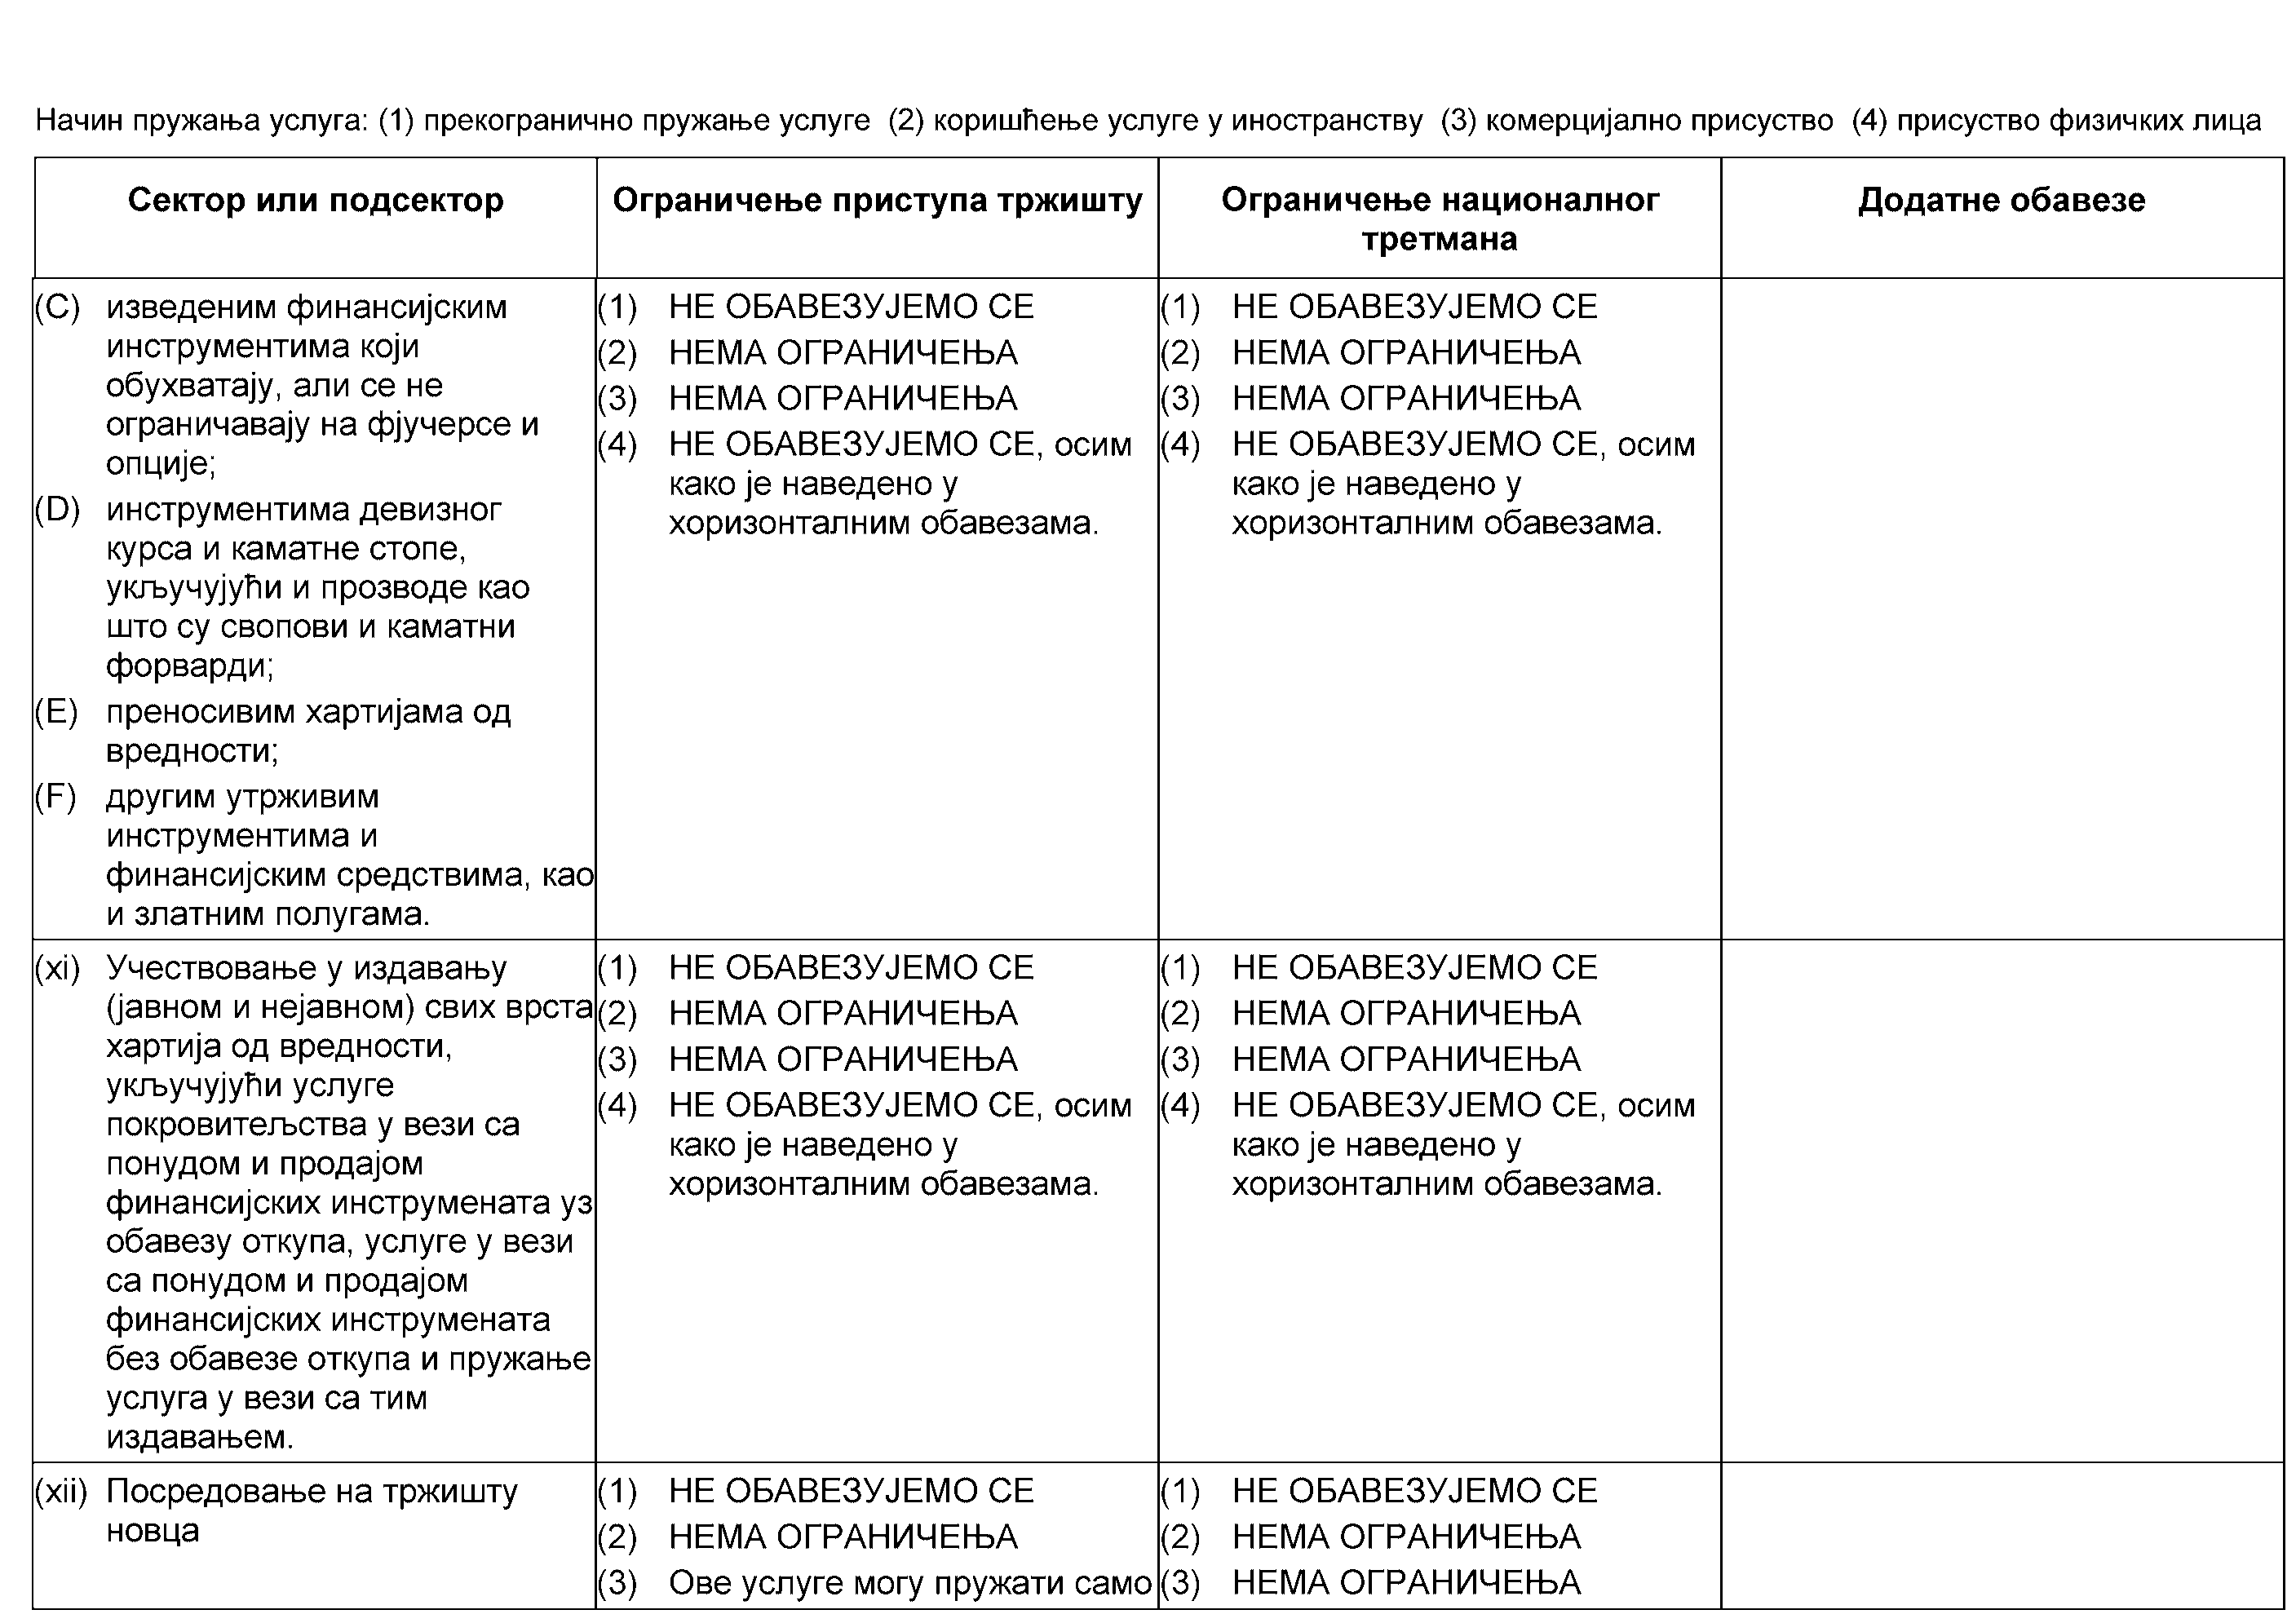 Начин пружања услуга: (1) прекогранично пружање услуге (2) коришћење услуге у иностранству (3) комерцијално присуство (4) присуство физичких лица
Сектор или подсектор
Ограничење приступа тржишту
Ограничење националног
третмана
Додатне обавезе
(C) изведеним финансијским
инструментима који
обухватају, али се не
ограничавају на фјучерсе и
опције;
(D) инструментима девизног
курса и каматне стопе,
укључујући и прозводе као
што су свопови и каматни
форварди;
(E) преносивим хартијама од
вредности;
(F) другим утрживим
инструментима и
финансијским средствима, као
и златним полугама.
(1) НЕ ОБАВЕЗУЈЕМО СЕ
(2) НЕМА ОГРАНИЧЕЊА
(3) НЕМА ОГРАНИЧЕЊА
(4) НЕ ОБАВЕЗУЈЕМО СЕ, осим
како је наведено у
хоризонталним обавезама.
(1) НЕ ОБАВЕЗУЈЕМО СЕ
(2) НЕМА ОГРАНИЧЕЊА
(3) НЕМА ОГРАНИЧЕЊА
(4) НЕ ОБАВЕЗУЈЕМО СЕ, осим
како је наведено у
хоризонталним обавезама.
(xi) Учествовање у издавању
(јавном и нејавном) свих врста
хартија од вредности,
укључујући услуге
покровитељства у вези са
понудом и продајом
финансијских инструмената уз
обавезу откупа, услуге у вези
са понудом и продајом
финансијских инструмената
без обавезе откупа и пружање
услуга у вези са тим
издавањем.
(1) НЕ ОБАВЕЗУЈЕМО СЕ
(2) НЕМА ОГРАНИЧЕЊА
(3) НЕМА ОГРАНИЧЕЊА
(4) НЕ ОБАВЕЗУЈЕМО СЕ, осим
како је наведено у
хоризонталним обавезама.
(1) НЕ ОБАВЕЗУЈЕМО СЕ
(2) НЕМА ОГРАНИЧЕЊА
(3) НЕМА ОГРАНИЧЕЊА
(4) НЕ ОБАВЕЗУЈЕМО СЕ, осим
како је наведено у
хоризонталним обавезама.
(xii) Посредовање на тржишту
новца
(1) НЕ ОБАВЕЗУЈЕМО СЕ
(2) НЕМА ОГРАНИЧЕЊА
(3) Ове услуге могу пружати само
(1) НЕ ОБАВЕЗУЈЕМО СЕ
(2) НЕМА ОГРАНИЧЕЊА
(3) НЕМА ОГРАНИЧЕЊА